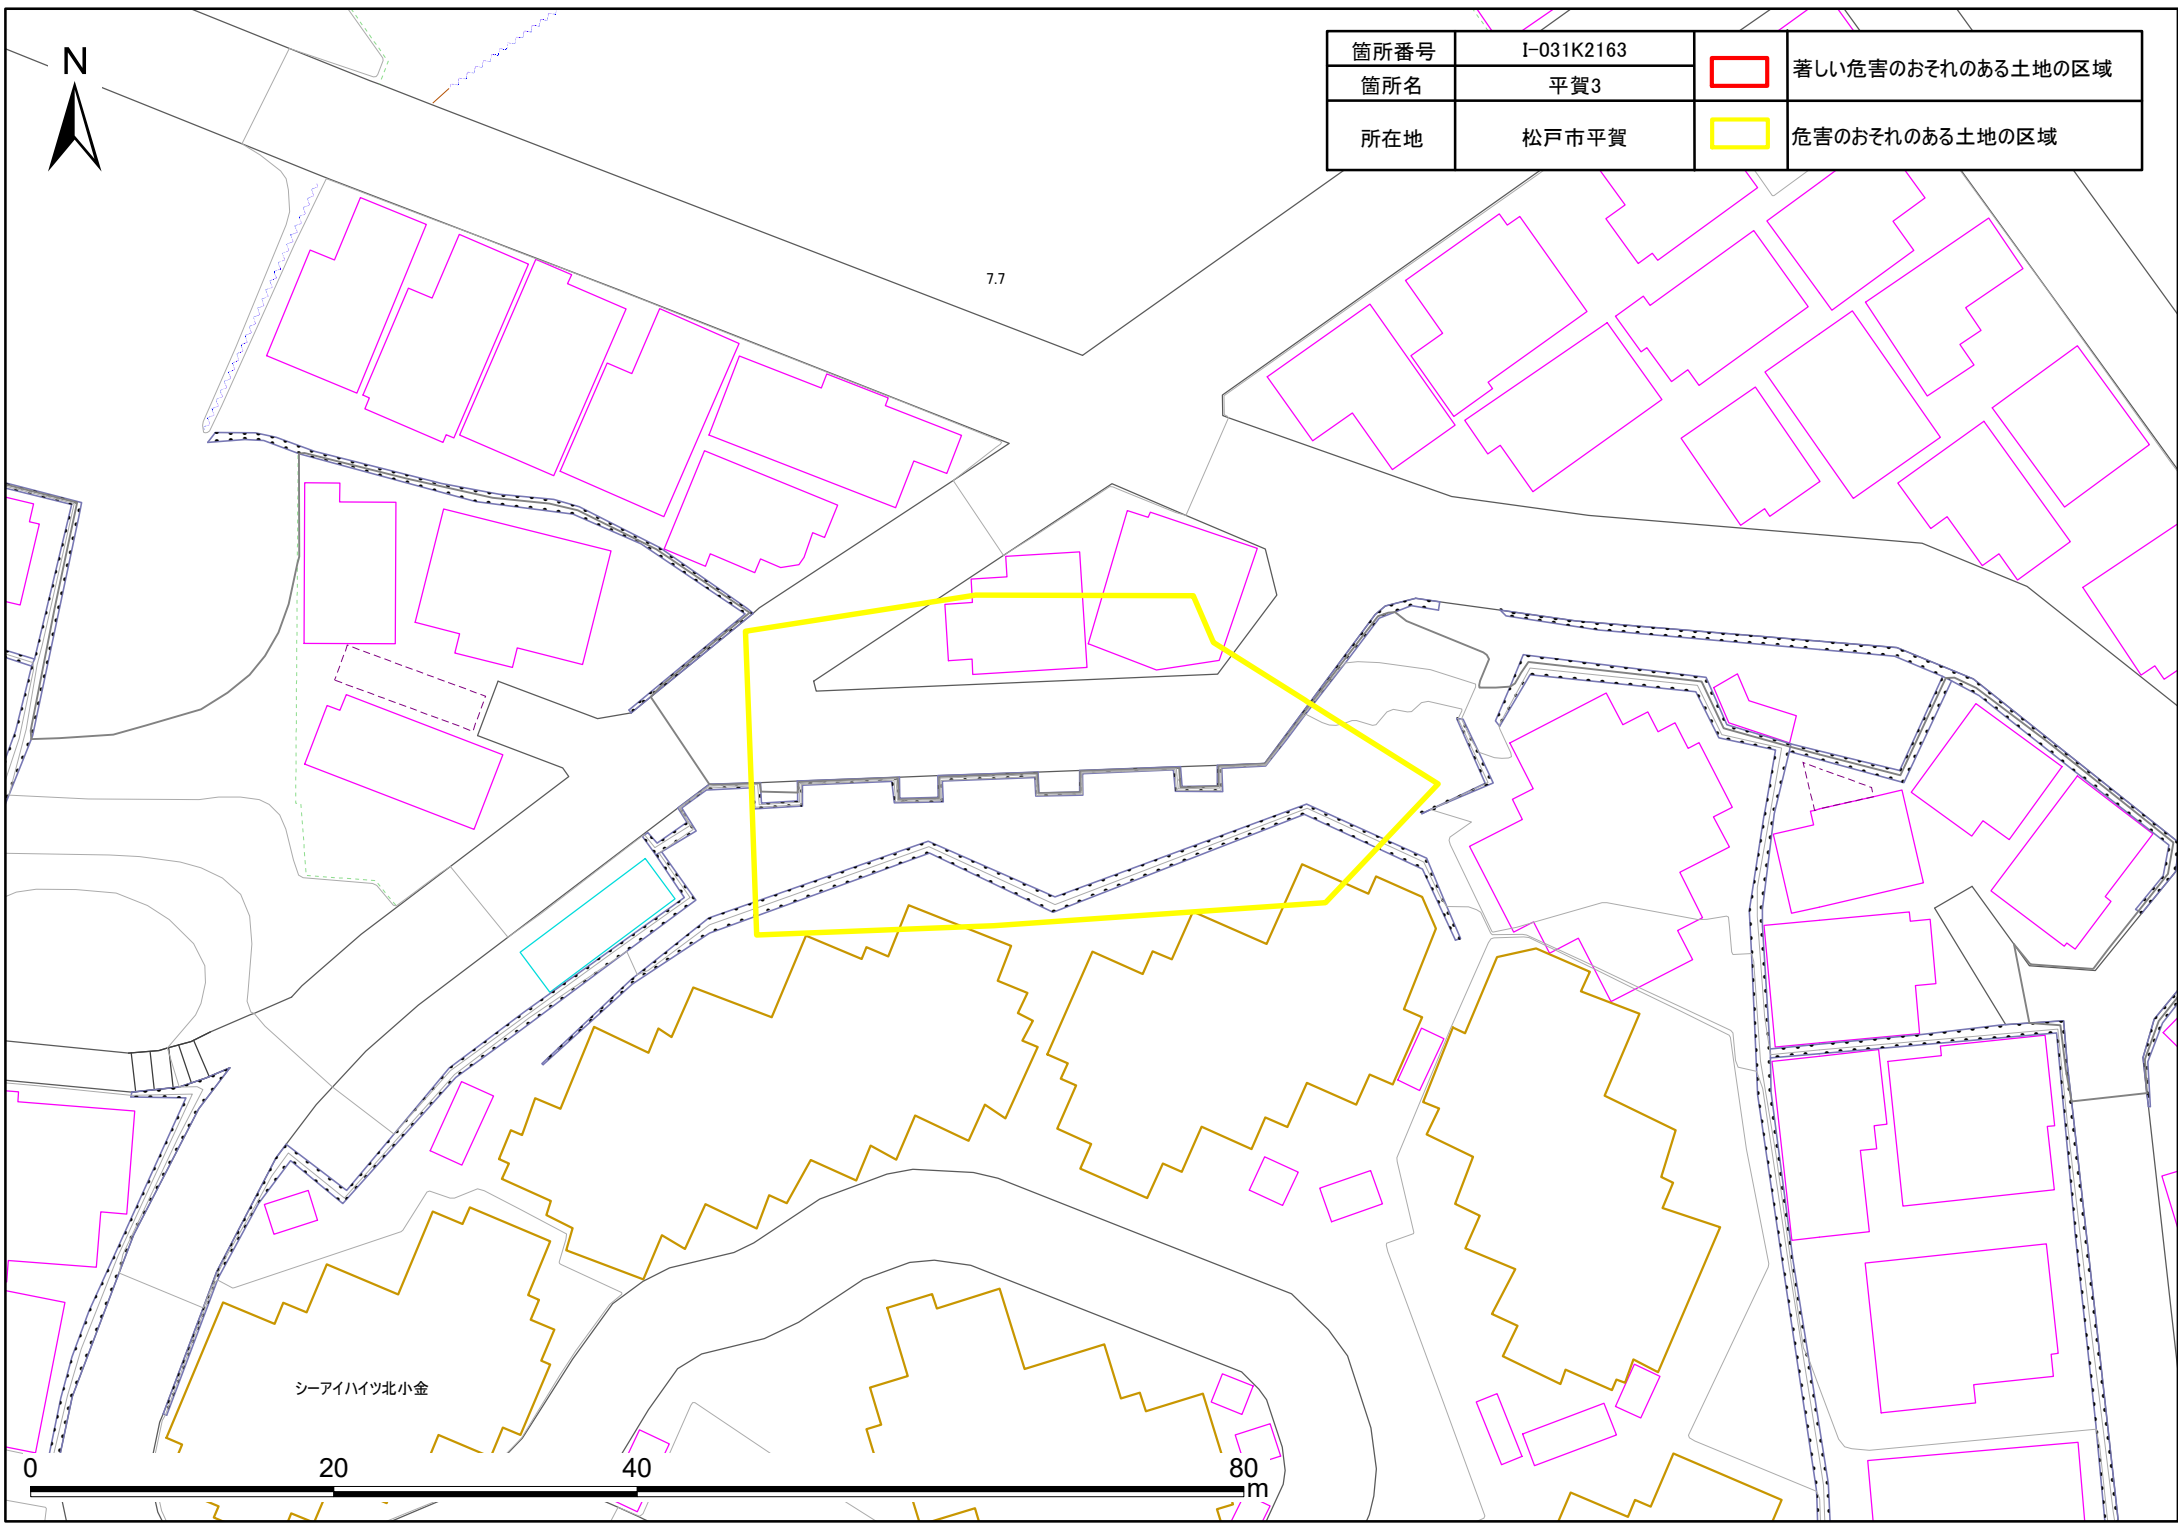 N
箇所番号 I-031K2163
箇所名 平賀3
所在地 松戸市平賀
著しい危害のおそれのある土地の区域
危害のおそれのある土地の区域
7.7
シーアイハイツ北小金
0 20 40 80
m